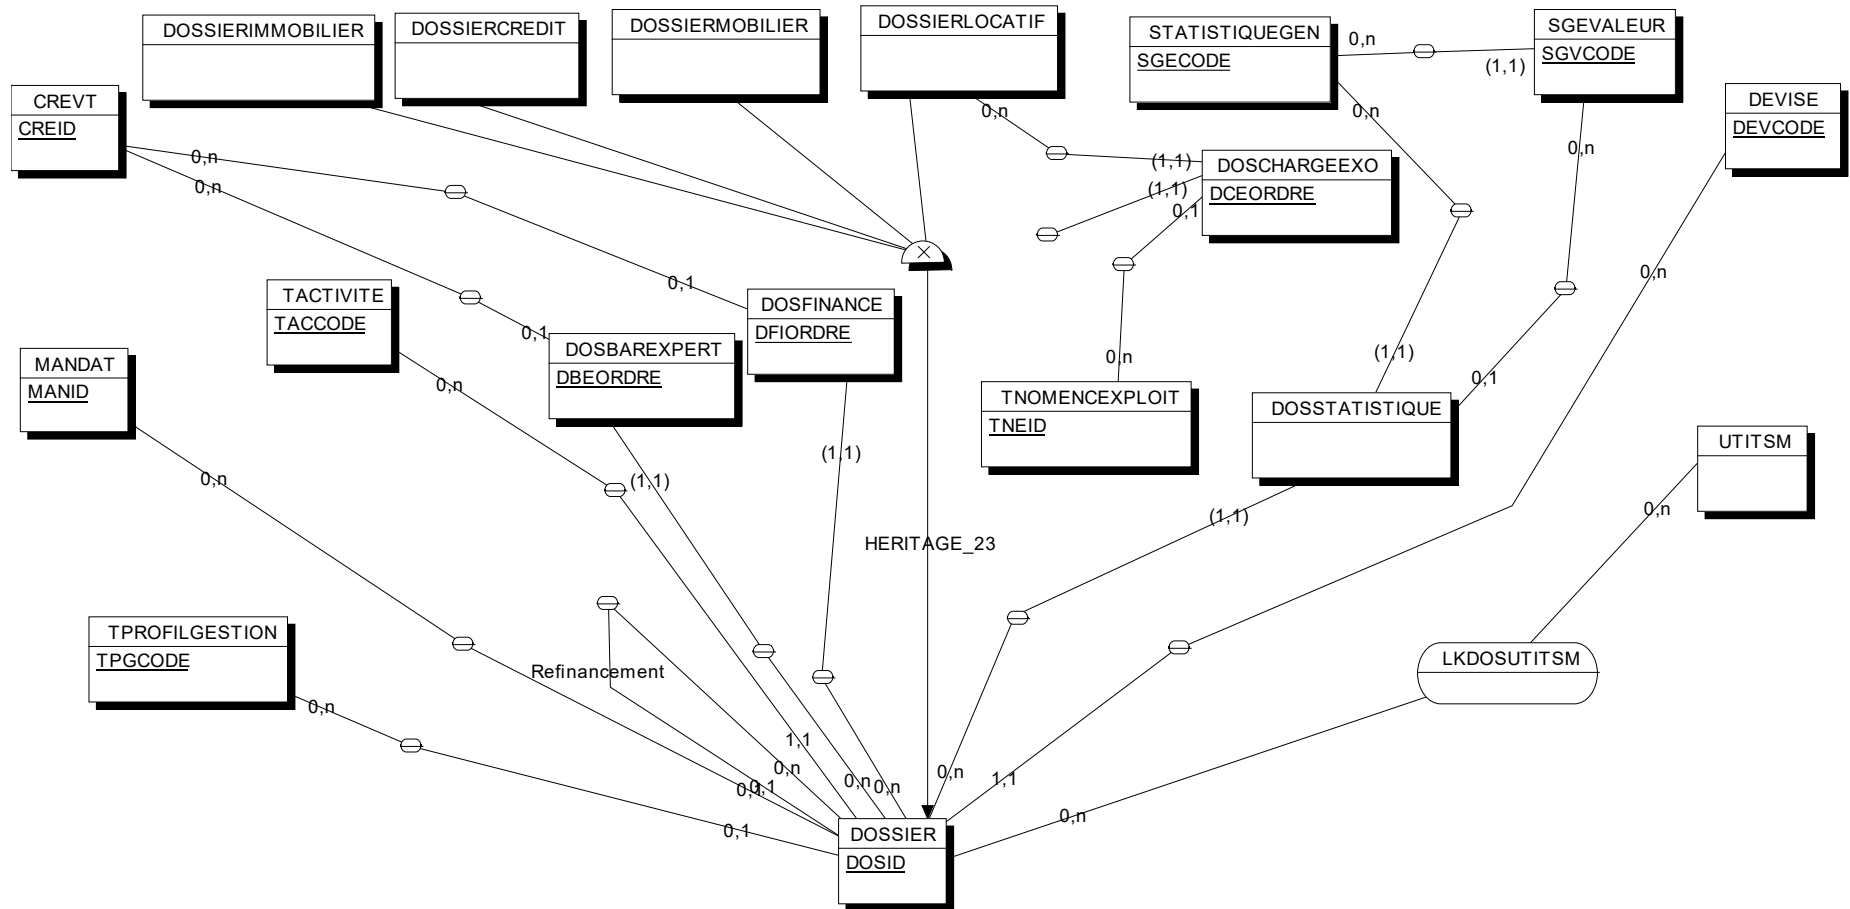 DOSSIERIMMOBILIER
DOSSIERCREDIT
DOSSIERMOBILIER
DOSSIERLOCATIF
STATISTIQUEGEN
SGECODE
0,n
(1,1)
SGEVALEUR
SGVCODE
CREVT
CREID
DEVISE
DEVCODE
0,n
0,n
0,n
0,n
0,n
(1,1)
(1,1)
0,1
DOSCHARGEEXO
DCEORDRE
0,n
0,n
0,1
0,1
TACTIVITE
TACCODE
DOSFINANCE
DFIORDRE
DOSBAREXPERT
DBEORDRE
MANDAT
MANID
0,n
0,n
(1,1)
0,1
TNOMENCEXPLOIT
TNEID
DOSSTATISTIQUE
UTITSM
0,n
(1,1)
(1,1)
(1,1)
0,n
HERITAGE_23
TPROFILGESTION
TPGCODE
Refinancement
LKDOSUTITSM
0,n
1,1
0,n
0,1
0,1
0,n
0,n
0,n
1,1
0,n
0,1
DOSSIER
DOSID